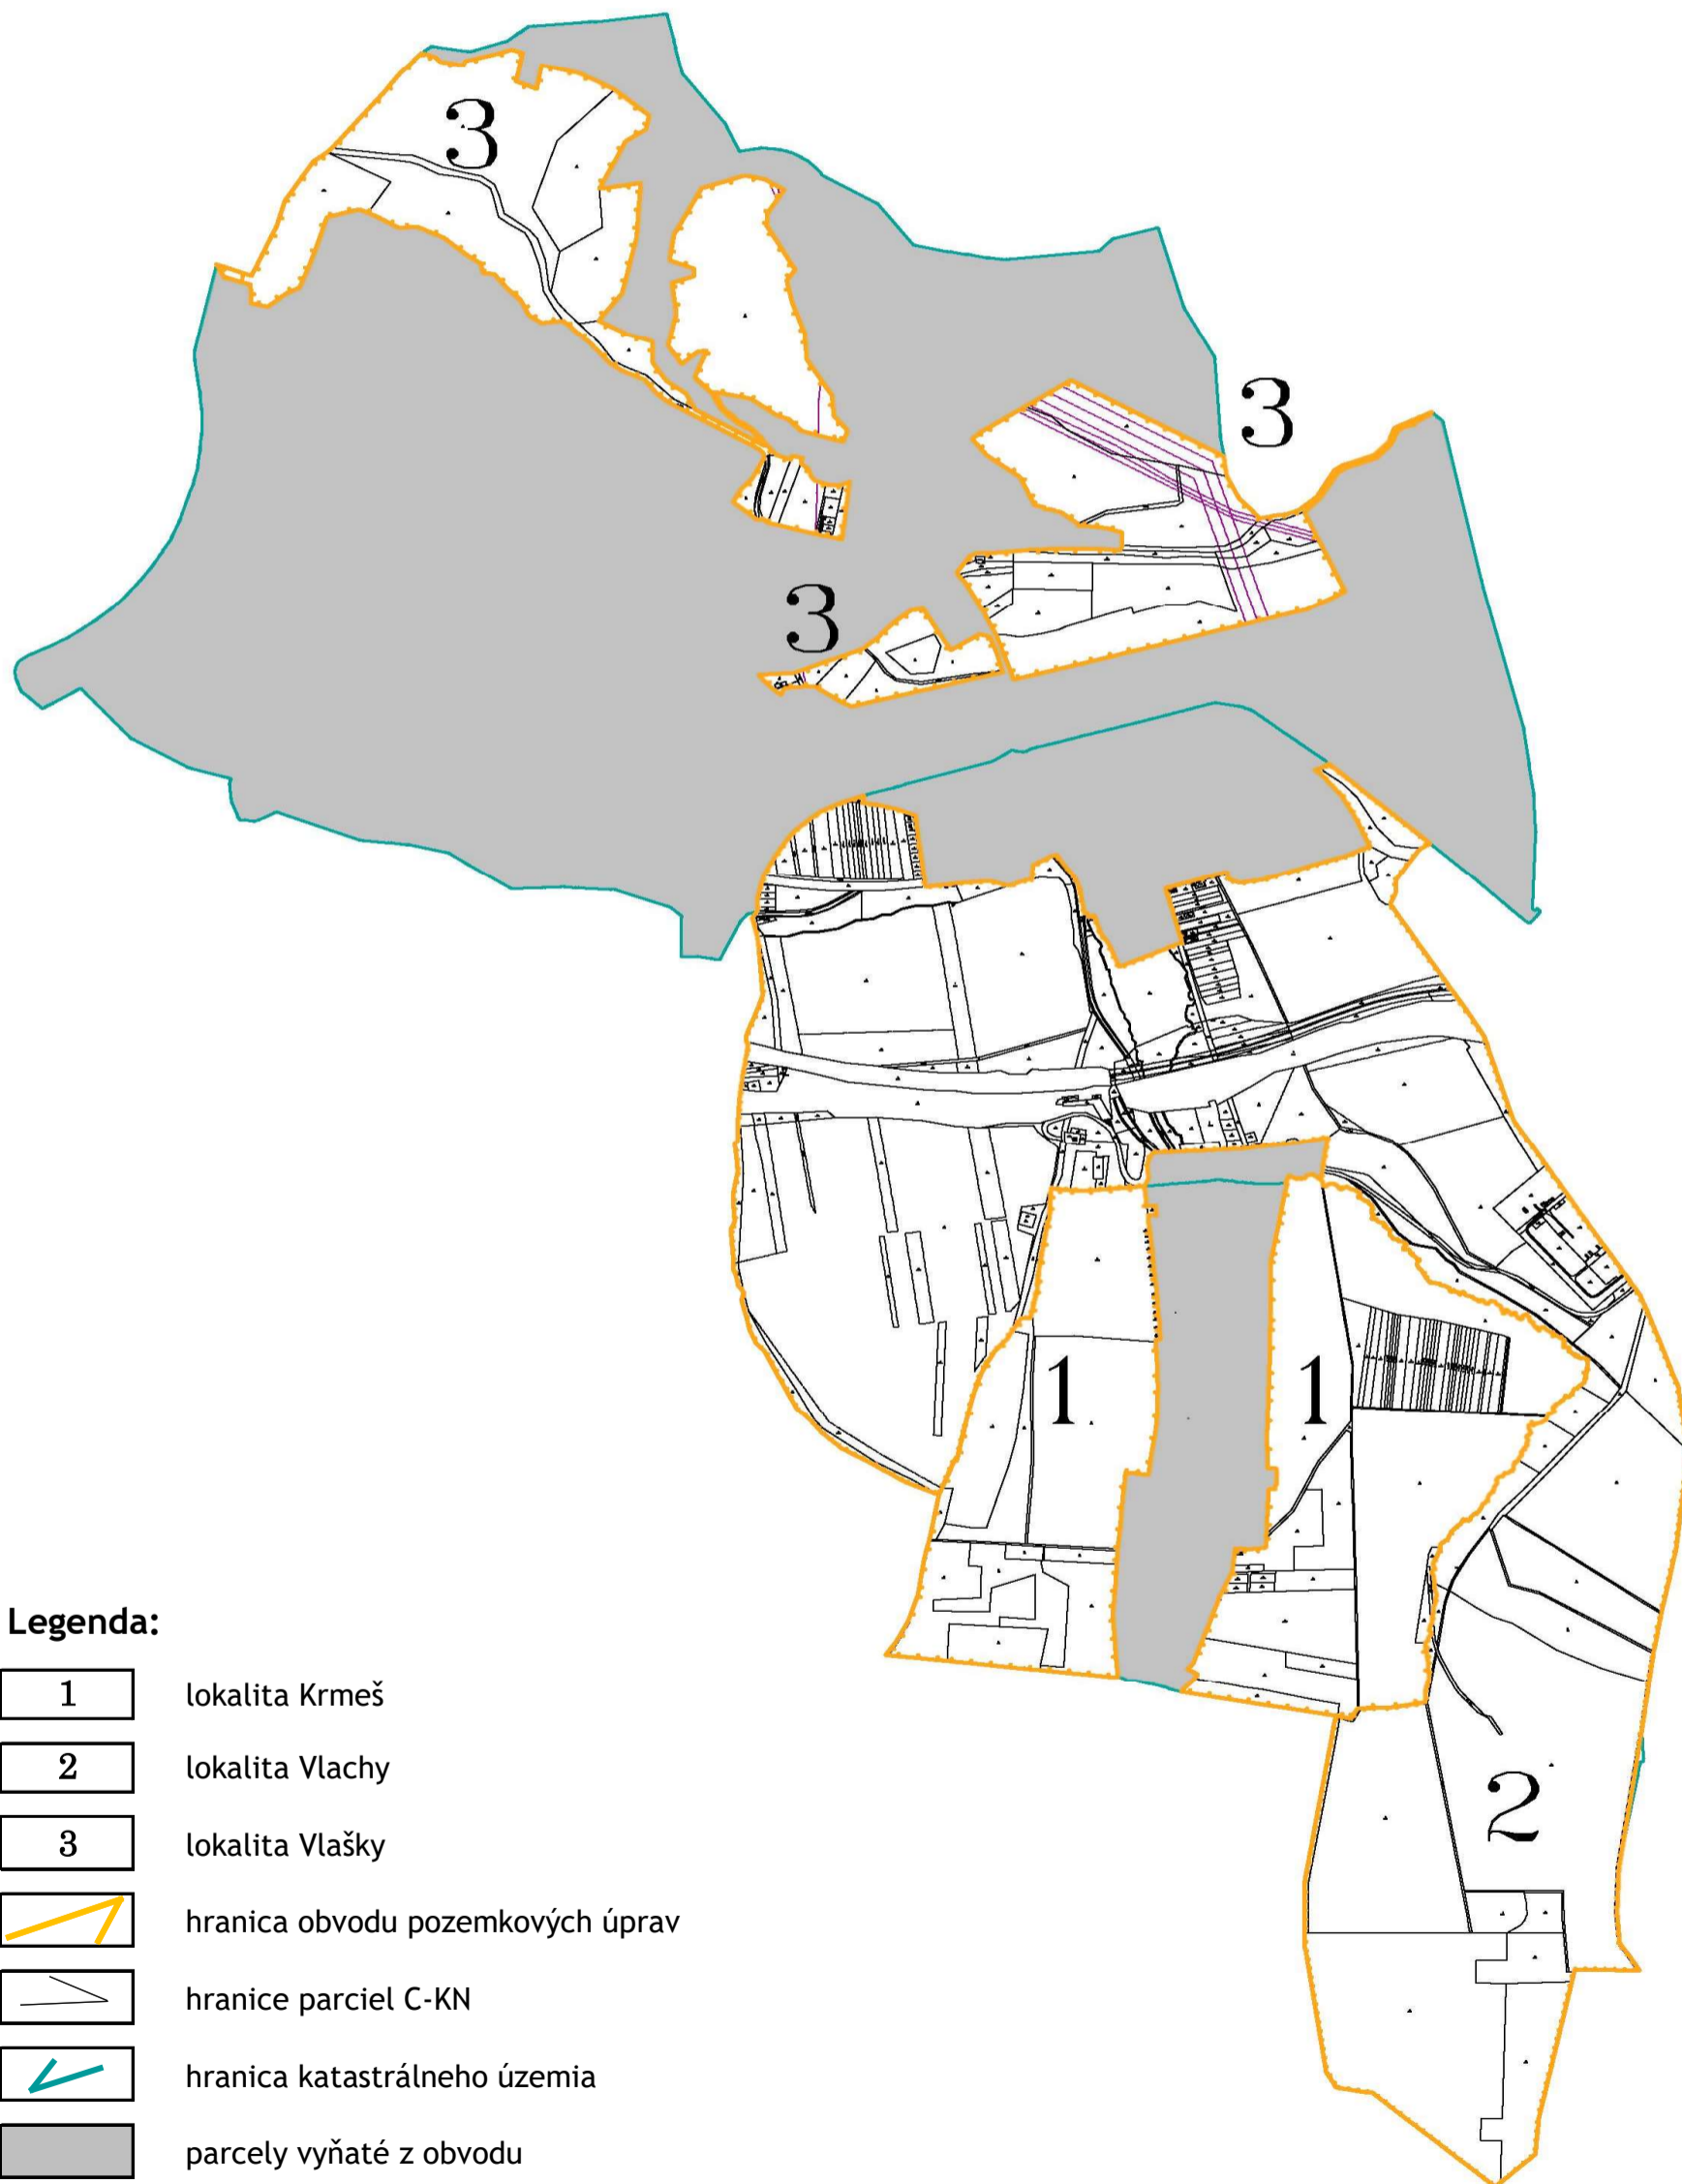 3
3
3
1
1
2
Legenda:
1 lokalita Krmeš
2 lokalita Vlachy
3 lokalita Vlašky
hranica obvodu pozemkových úprav
hranice parciel C-KN
hranica katastrálneho územia
parcely vyňaté z obvodu